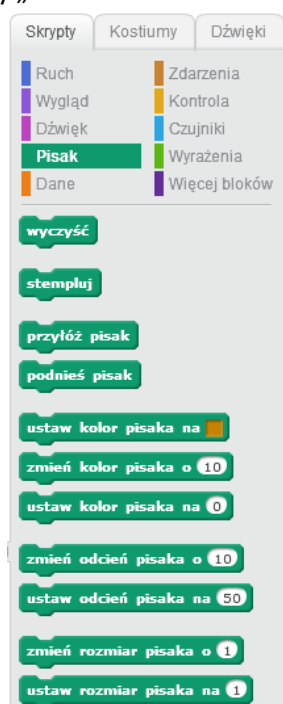 Skrypty Kostiumy Dźwięki
Ruch Zdarzenia
Wygląd Kontrola
Dźwięk Czujniki
Pisak Wyrażenia
Dane Więcej bloków
wyczyść
stempluj
przyłóż pisak
podnieś pisak
ustaw kolor pisaka na
zmień kolor pisaka o 10
ustaw kolor pisaka na 0
zmień odcień pisaka o 10
ustaw odcień pisaka na 50
zmień rozmiar pisaka o 1
ustaw rozmiar pisaka na 1